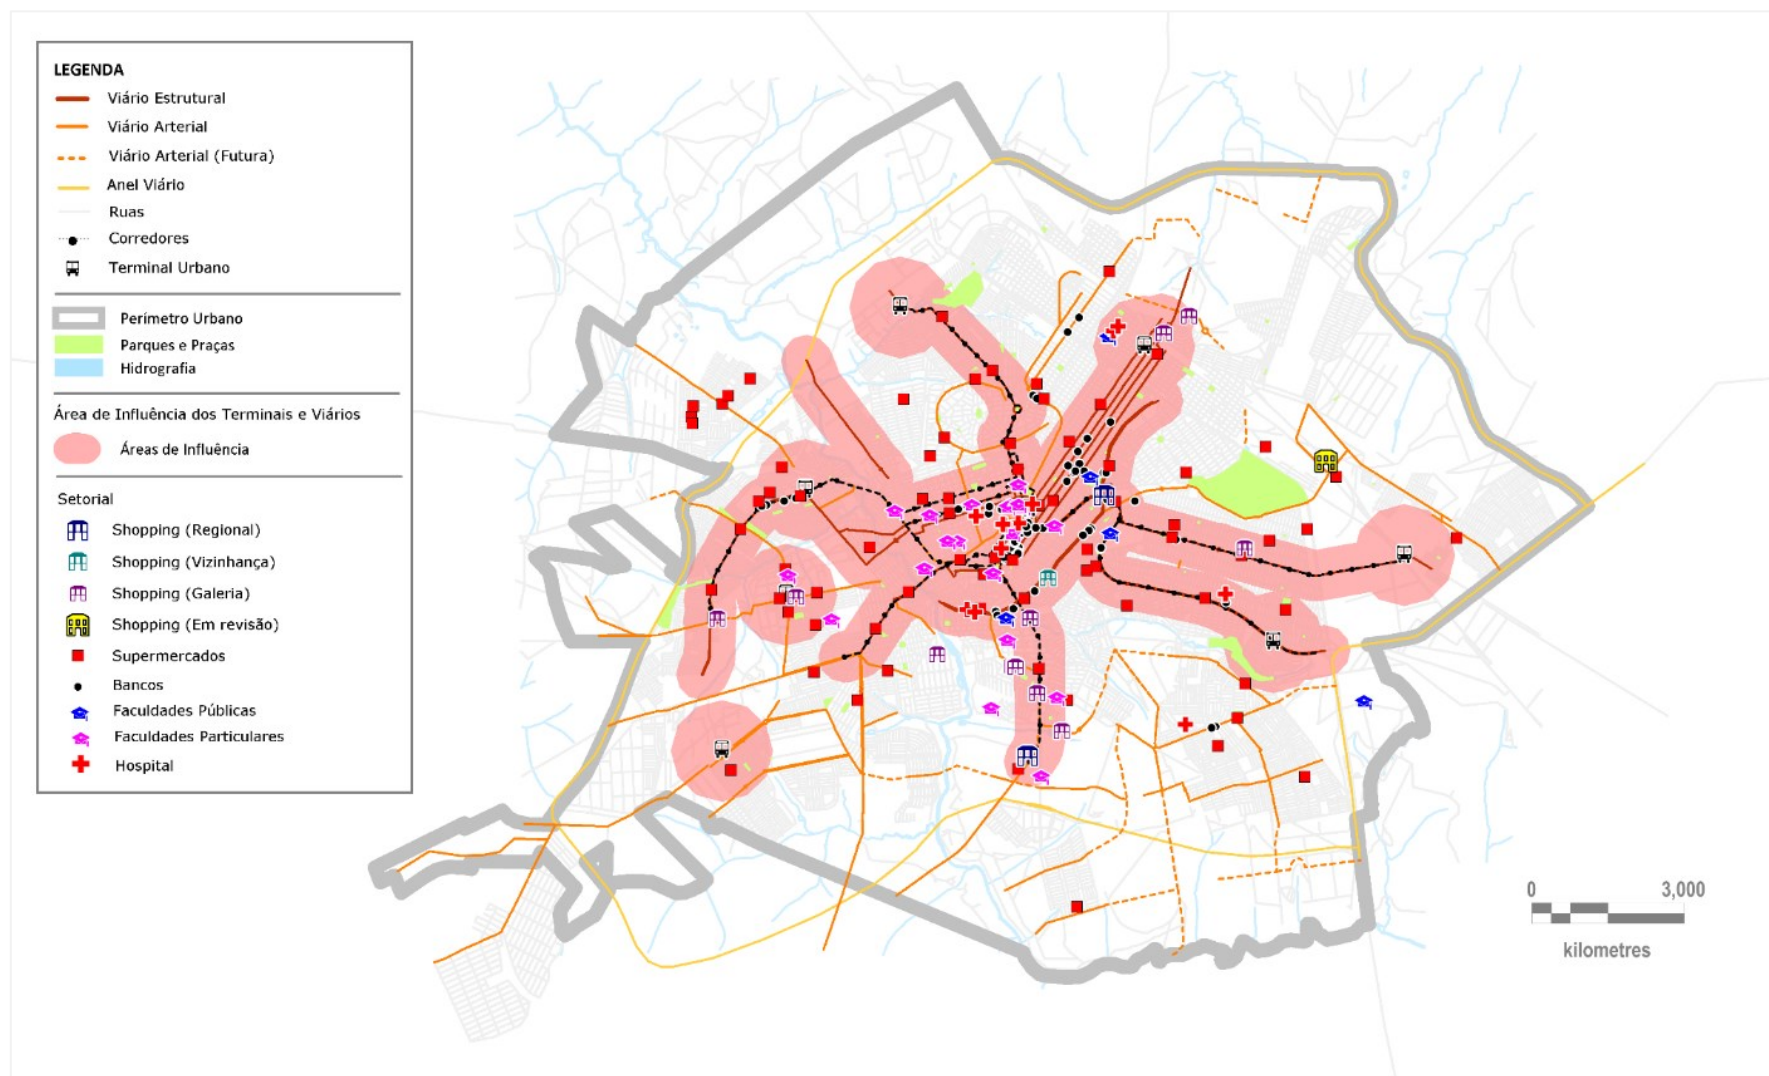 LEGENDA
Viário Estrutural
Viário Arterial
Viário Arterial (Futura)
Anel Viário
Ruas
Corredores
Terminal Urbano
Perímetro Urbano
Parques e Praças
Hidrografia
Área de Influência dos Terminais e Viários
Áreas de Influência
Setorial
Shopping (Regional)
Shopping (Vizinhança)
Shopping (Galeria)
Shopping (Em revisão)
Supermercados
Bancos
Faculdades Públicas
Faculdades Particulares
Hospital
0 3,000
kilometres